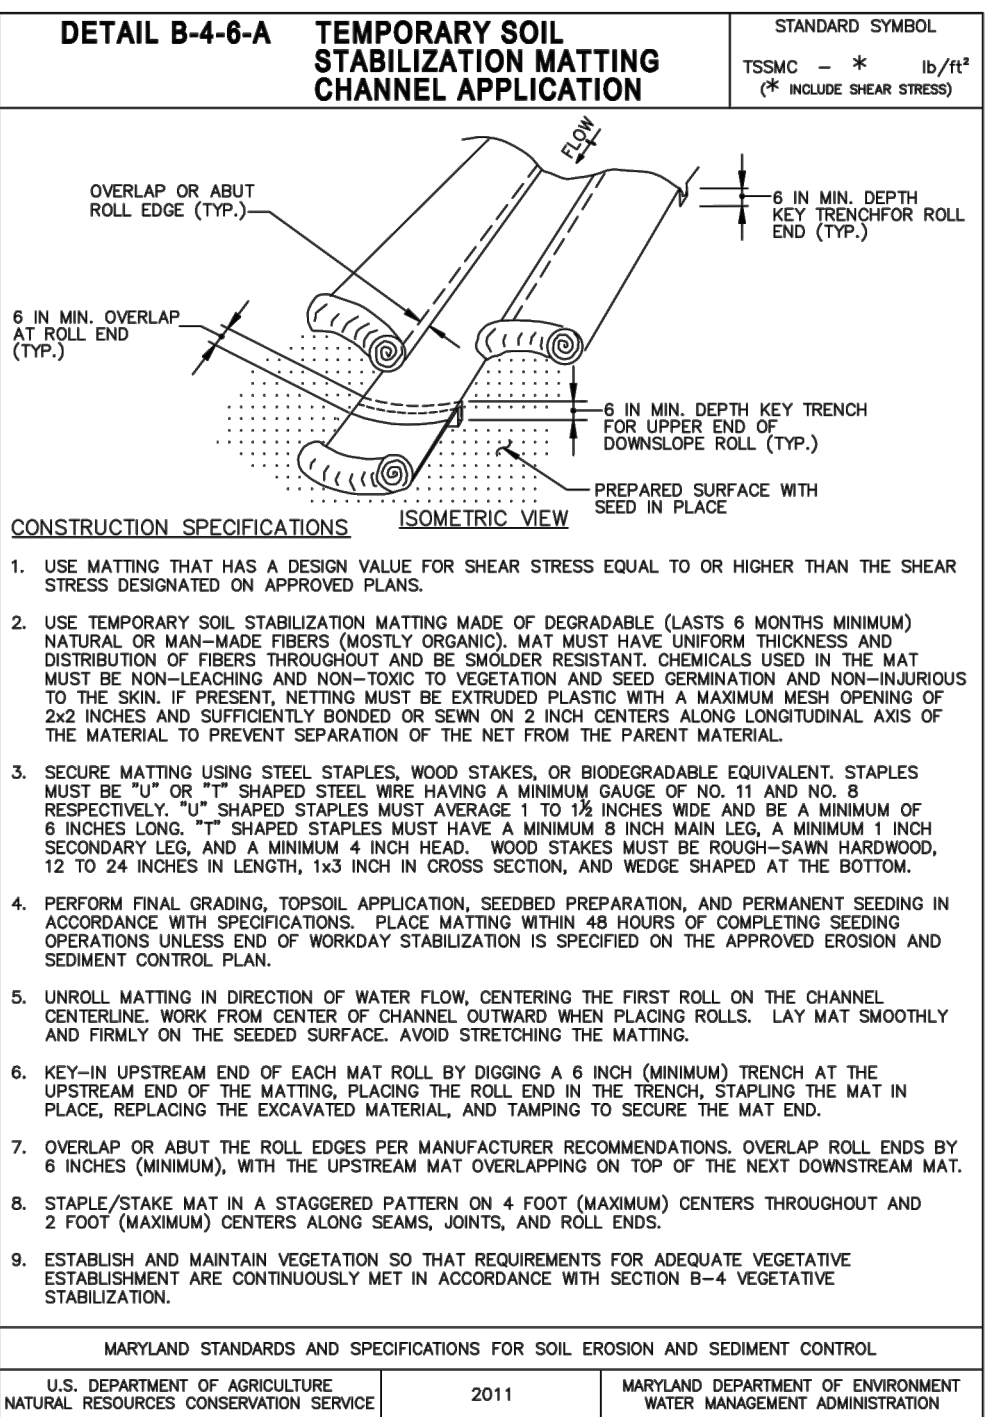 DETAIL B-4-6-A
TEMPORARY SOIL
STABILIZATION MATTING
CHANNEL APPLICATION
STANDARD SYMBOL
TSSMC – * lb/ft²
(* INCLUDE SHEAR STRESS)
FLOW
OVERLAP OR ABUT
ROLL EDGE (TYP.)
6 IN MIN. DEPTH
KEY TRENCHFOR ROLL
END (TYP.)
6 IN MIN. OVERLAP
AT ROLL END
(TYP.)
6 IN MIN. DEPTH KEY TRENCH
FOR UPPER END OF
DOWNSLOPE ROLL (TYP.)
PREPARED SURFACE WITH
SEED IN PLACE
ISOMETRIC VIEW
CONSTRUCTION SPECIFICATIONS
1. USE MATTING THAT HAS A DESIGN VALUE FOR SHEAR STRESS EQUAL TO OR HIGHER THAN THE SHEAR
STRESS DESIGNATED ON APPROVED PLANS.
2. USE TEMPORARY SOIL STABILIZATION MATTING MADE OF DEGRADABLE (LASTS 6 MONTHS MINIMUM)
NATURAL OR MAN–MADE FIBERS (MOSTLY ORGANIC). MAT MUST HAVE UNIFORM THICKNESS AND
DISTRIBUTION OF FIBERS THROUGHOUT AND BE SMOLDER RESISTANT. CHEMICALS USED IN THE MAT
MUST BE NON–LEACHING AND NON–TOXIC TO VEGETATION AND SEED GERMINATION AND NON–INJURIOUS
TO THE SKIN. IF PRESENT, NETTING MUST BE EXTRUDED PLASTIC WITH A MAXIMUM MESH OPENING OF
2x2 INCHES AND SUFFICIENTLY BONDED OR SEWN ON 2 INCH CENTERS ALONG LONGITUDINAL AXIS OF
THE MATERIAL TO PREVENT SEPARATION OF THE NET FROM THE PARENT MATERIAL.
3. SECURE MATTING USING STEEL STAPLES, WOOD STAKES, OR BIODEGRADABLE EQUIVALENT. STAPLES
MUST BE "U" OR "T" SHAPED STEEL WIRE HAVING A MINIMUM GAUGE OF NO. 11 AND NO. 8
RESPECTIVELY. "U" SHAPED STAPLES MUST AVERAGE 1 TO 1½ INCHES WIDE AND BE A MINIMUM OF
6 INCHES LONG. "T" SHAPED STAPLES MUST HAVE A MINIMUM 8 INCH MAIN LEG, A MINIMUM 1 INCH
SECONDARY LEG, AND A MINIMUM 4 INCH HEAD. WOOD STAKES MUST BE ROUGH–SAWN HARDWOOD,
12 TO 24 INCHES IN LENGTH, 1x3 INCH IN CROSS SECTION, AND WEDGE SHAPED AT THE BOTTOM.
4. PERFORM FINAL GRADING, TOPSOIL APPLICATION, SEEDBED PREPARATION, AND PERMANENT SEEDING IN
ACCORDANCE WITH SPECIFICATIONS. PLACE MATTING WITHIN 48 HOURS OF COMPLETING SEEDING
OPERATIONS UNLESS END OF WORKDAY STABILIZATION IS SPECIFIED ON THE APPROVED EROSION AND
SEDIMENT CONTROL PLAN.
5. UNROLL MATTING IN DIRECTION OF WATER FLOW, CENTERING THE FIRST ROLL ON THE CHANNEL
CENTERLINE. WORK FROM CENTER OF CHANNEL OUTWARD WHEN PLACING ROLLS. LAY MAT SMOOTHLY
AND FIRMLY ON THE SEEDED SURFACE. AVOID STRETCHING THE MATTING.
6. KEY–IN UPSTREAM END OF EACH MAT ROLL BY DIGGING A 6 INCH (MINIMUM) TRENCH AT THE
UPSTREAM END OF THE MATTING, PLACING THE ROLL END IN THE TRENCH, STAPLING THE MAT IN
PLACE, REPLACING THE EXCAVATED MATERIAL, AND TAMPING TO SECURE THE MAT END.
7. OVERLAP OR ABUT THE ROLL EDGES PER MANUFACTURER RECOMMENDATIONS. OVERLAP ROLL ENDS BY
6 INCHES (MINIMUM), WITH THE UPSTREAM MAT OVERLAPPING ON TOP OF THE NEXT DOWNSTREAM MAT.
8. STAPLE/STAKE MAT IN A STAGGERED PATTERN ON 4 FOOT (MAXIMUM) CENTERS THROUGHOUT AND
2 FOOT (MAXIMUM) CENTERS ALONG SEAMS, JOINTS, AND ROLL ENDS.
9. ESTABLISH AND MAINTAIN VEGETATION SO THAT REQUIREMENTS FOR ADEQUATE VEGETATIVE
ESTABLISHMENT ARE CONTINUOUSLY MET IN ACCORDANCE WITH SECTION B–4 VEGETATIVE
STABILIZATION.
MARYLAND STANDARDS AND SPECIFICATIONS FOR SOIL EROSION AND SEDIMENT CONTROL
U.S. DEPARTMENT OF AGRICULTURE
NATURAL RESOURCES CONSERVATION SERVICE
2011
MARYLAND DEPARTMENT OF ENVIRONMENT
WATER MANAGEMENT ADMINISTRATION